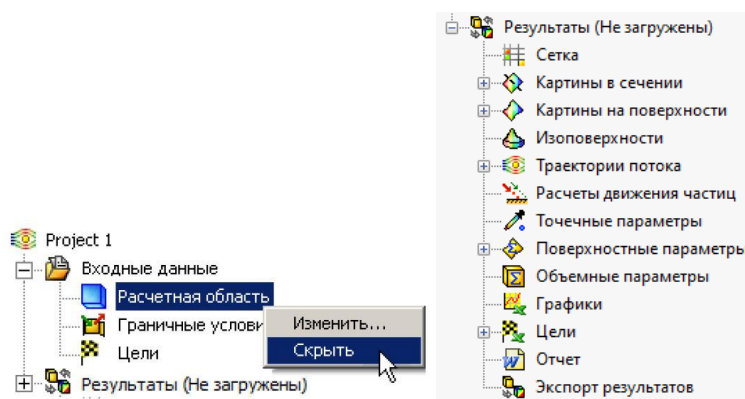 Project 1
Входные данные
Расчетная область
Граничные услови
Цели
Результаты (Не загружены)
Изменить...
Скрыть
Результаты (Не загружены)
Сетка
Картины в сечении
Картины на поверхности
Изоповерхности
Траектории потока
Расчеты движения частиц
Точечные параметры
Поверхностные параметры
Объемные параметры
Графики
Цели
Отчет
Экспорт результатов